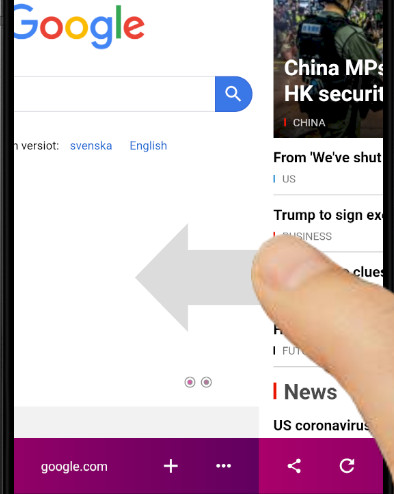 Google
China MPs
HK securit
CHINA
n versiot: svenska English
From 'We've shut
US
Trump to sign exe
BUSINESS
clues
FUT
News
US coronavirus
google.com